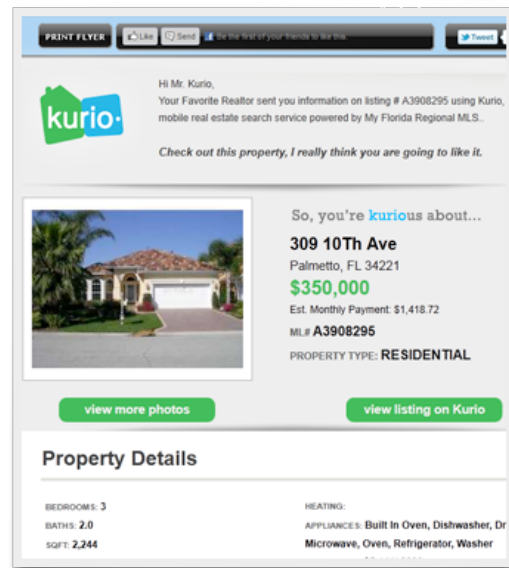 PRINT FLYER
Like
Send
Be the first of your friends to like this.
Tweet
kurio
Hi Mr. Kurio,
Your Favorite Realtor sent you information on listing # A3908295 using Kurio,
mobile real estate search service powered by My Florida Regional MLS..
Check out this property, I really think you are going to like it.
So, you're kurious about...
309 10Th Ave
Palmetto, FL 34221
$350,000
Est. Monthly Payment: $1,418.72
ML# A3908295
PROPERTY TYPE: RESIDENTIAL
view more photos
view listing on Kurio
Property Details
BEDROOMS: 3
BATHS: 2.0
SQFT: 2,244
HEATING:
APPLIANCES: Built In Oven, Dishwasher, Dr
Microwave, Oven, Refrigerator, Washer